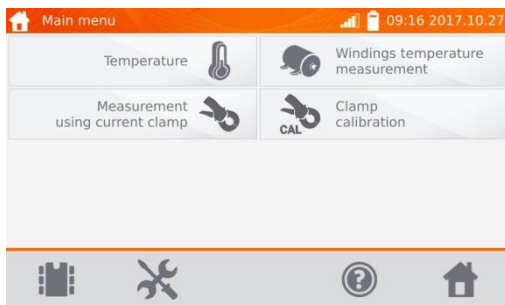 Main menu
09:16 2017.10.27
Temperature
Windings temperature
measurement
Measurement
using current clamp
CAL
Clamp
calibration
?